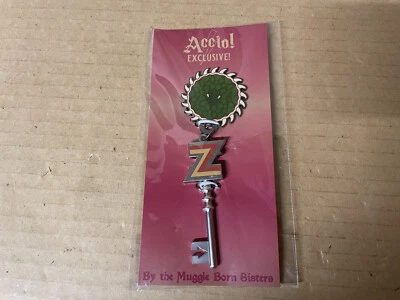 Accio!
EXCLUSIVE!
Z
By the Muggle Born Sisters